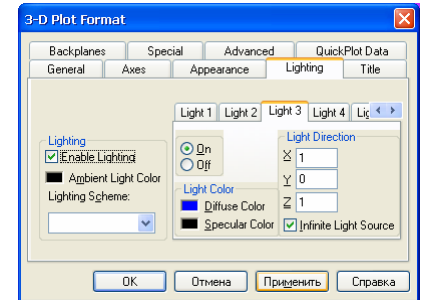 3-D Plot Format
Backplanes Special Advanced QuickPlot Data
General Axes Appearance Lighting Title
Light 1 Light 2 Light 3 Light 4
Lighting
Enable Lighting
Ambient Light Color
Lighting Scheme:
On
Off
Light Color
Diffuse Color
Specular Color
Light Direction
X 1
Y 0
Z 1
Infinite Light Source
OK Отмена Применить Справка